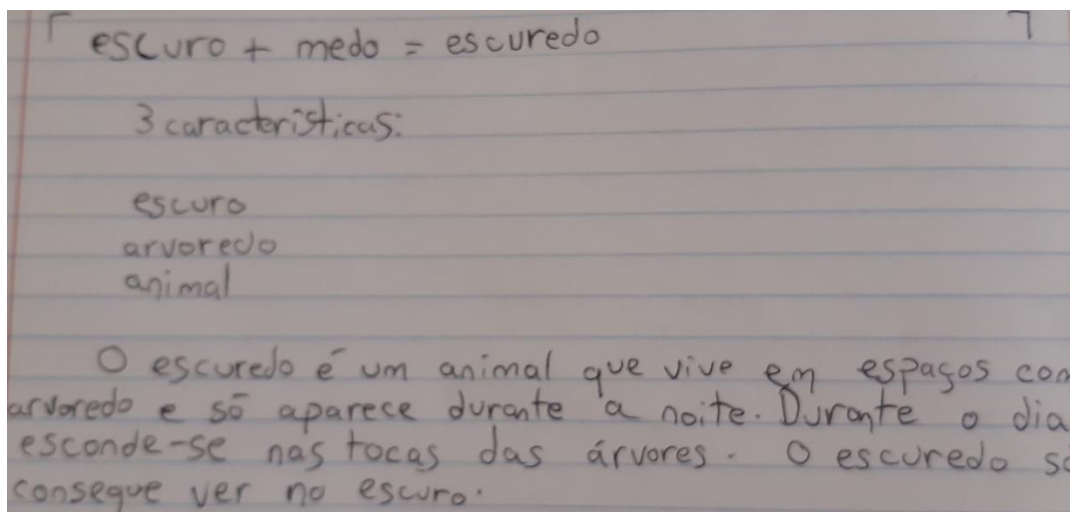 escuro + medo = escuredo
3 características:
escuro
arvoredo
animal
O escuredo é um animal que vive em espaços com
arvoredo e só aparece durante a noite. Durante o dia
esconde-se nas tocas das árvores. O escuredo só
consegue ver no escuro.